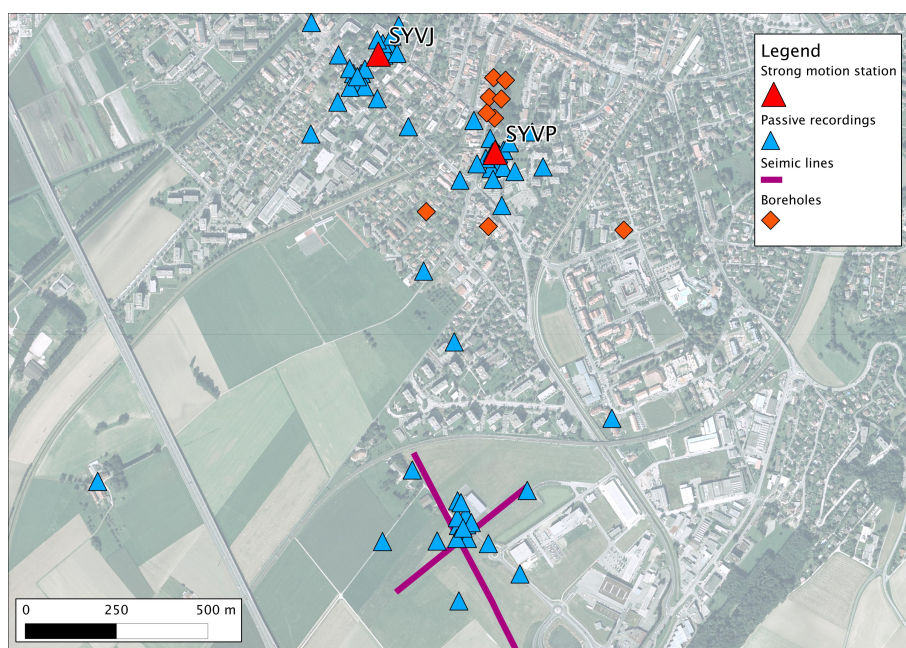 SYVJ
SYVP
Legend
Strong motion station
Passive recordings
Seimic lines
Boreholes
0 250 500 m